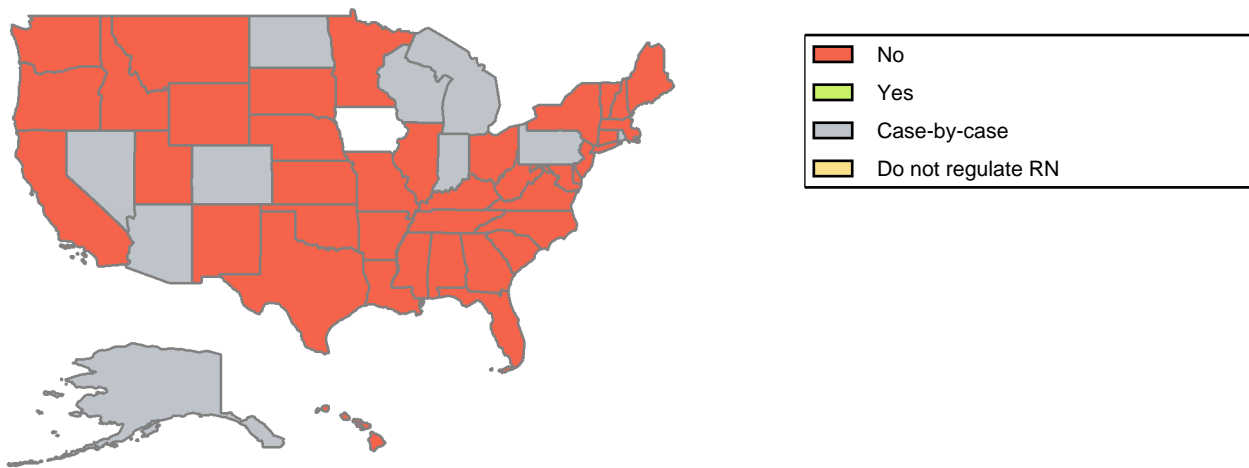 No
Yes
Case-by-case
Do not regulate RN